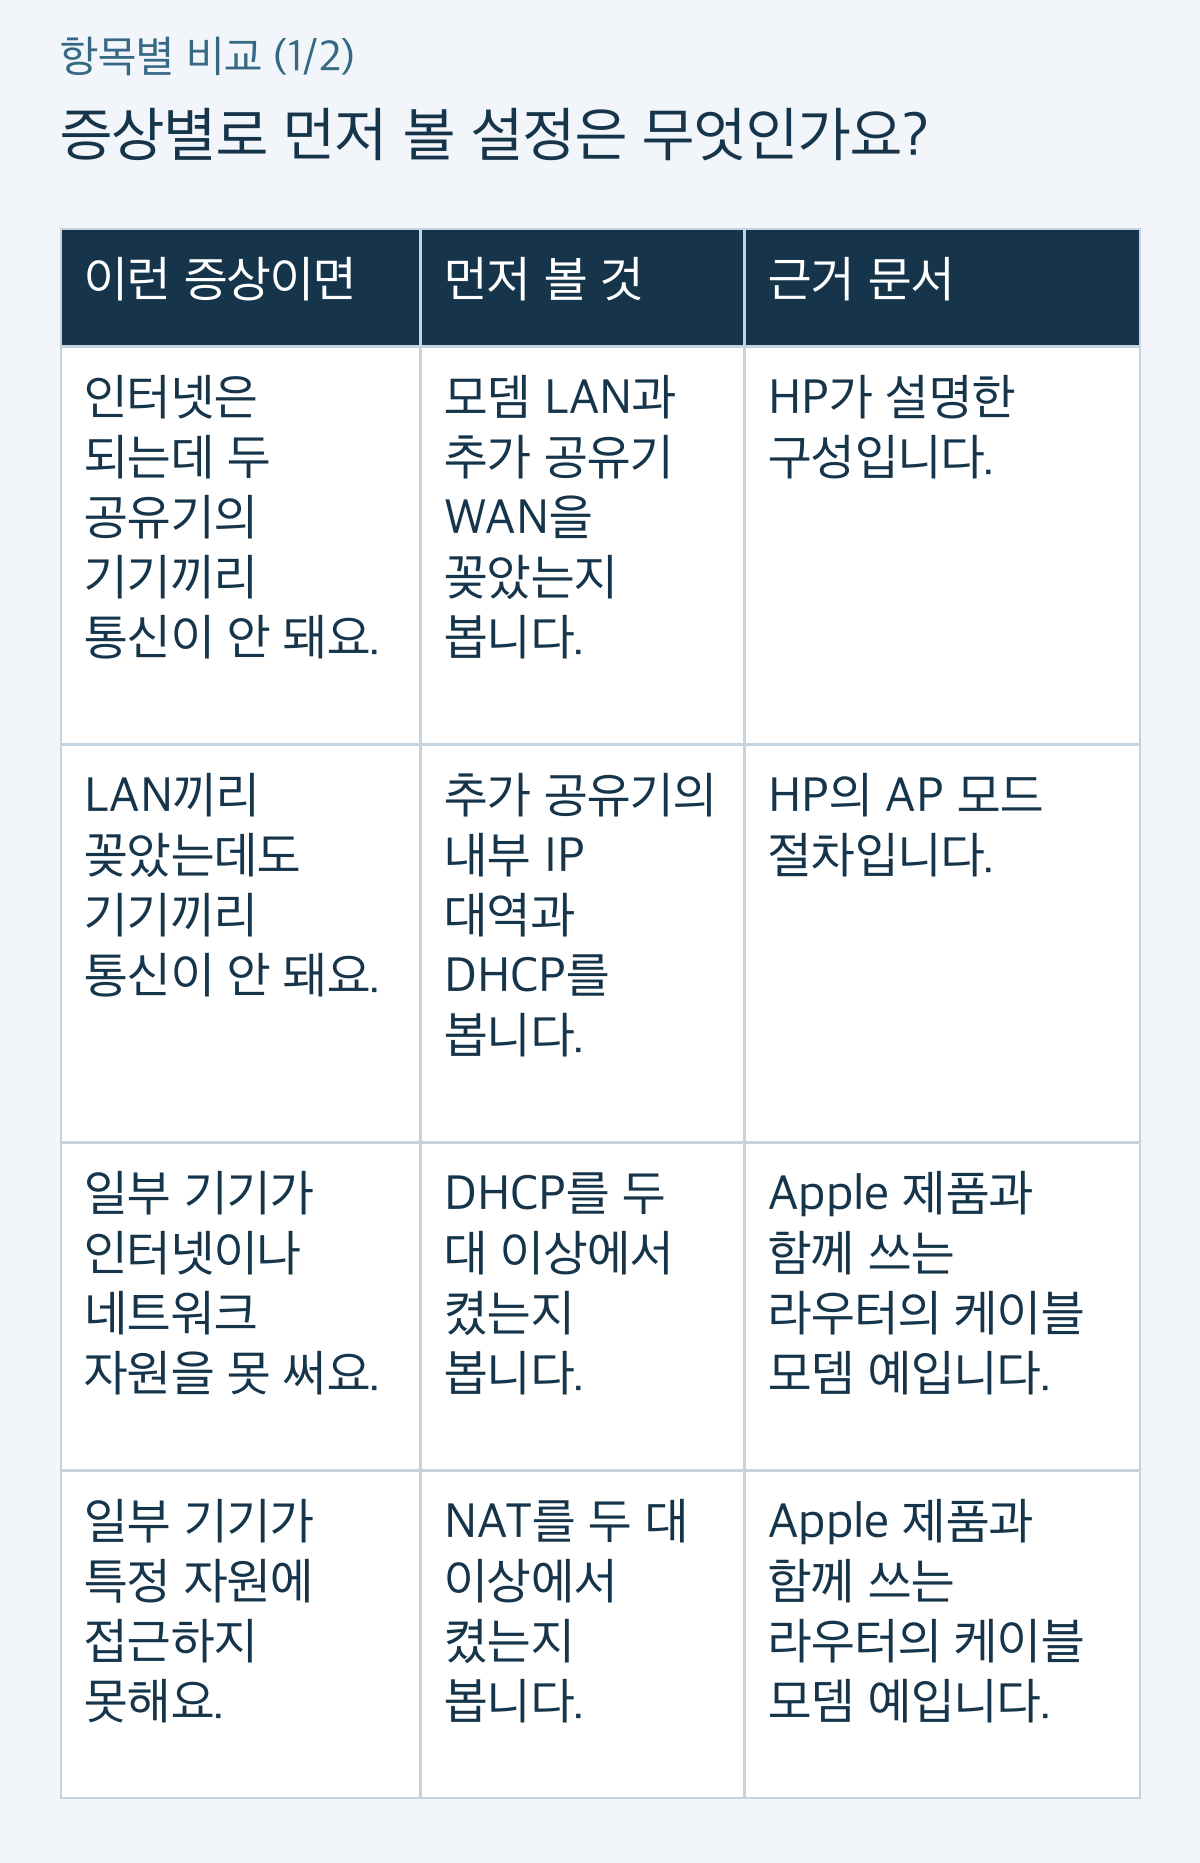 항목별 비교 (1/2)
증상별로 먼저 볼 설정은 무엇인가요?
이런 증상이면
먼저 볼 것
근거 문서
인터넷은
되는데 두
공유기의
기기끼리
통신이 안 돼요.
모뎀 LAN과
추가 공유기
WAN을
꽂았는지
봅니다.
HP가 설명한
구성입니다.
LAN끼리
꽂았는데도
기기끼리
통신이 안 돼요.
추가 공유기의
내부 IP
대역과
DHCP를
봅니다.
HP의 AP 모드
절차입니다.
일부 기기가
인터넷이나
네트워크
자원을 못 써요.
DHCP를 두
대 이상에서
켰는지
봅니다.
Apple 제품과
함께 쓰는
라우터의 케이블
모뎀 예입니다.
일부 기기가
특정 자원에
접근하지
못해요.
NAT를 두 대
이상에서
켰는지
봅니다.
Apple 제품과
함께 쓰는
라우터의 케이블
모뎀 예입니다.